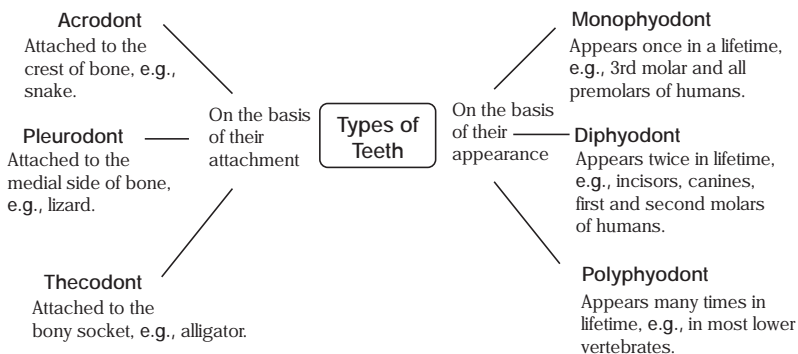 Acrodont
Attached to the
crest of bone, e.g.,
snake.
Pleurodont
Attached to the
medial side of bone,
e.g., lizard.
Thecodont
Attached to the
bony socket, e.g., alligator.
On the basis
of their
attachment
Types of
Teeth
On the basis
of their
appearance
Monophyodont
Appears once in a lifetime,
e.g., 3rd molar and all
premolars of humans.
Diphyodont
Appears twice in lifetime,
e.g., incisors, canines,
first and second molars
of humans.
Polyphyodont
Appears many times in
lifetime, e.g., in most lower
vertebrates.